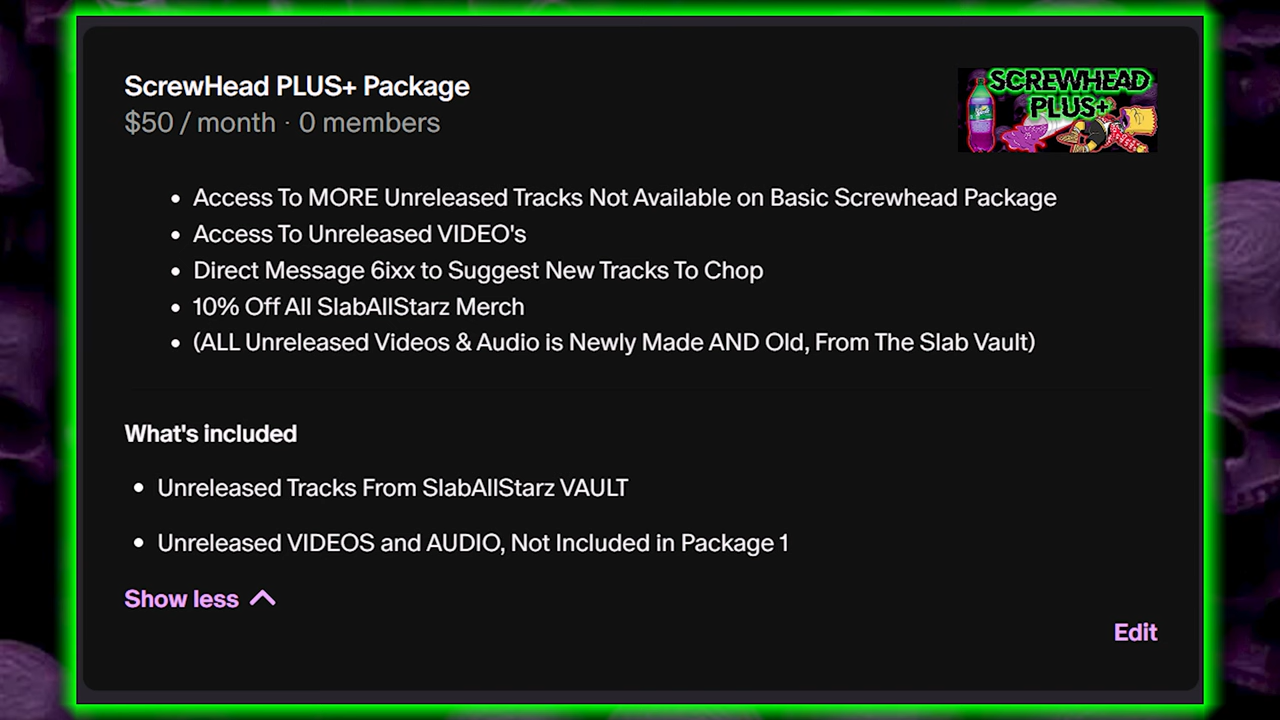 ScrewHead PLUS+ Package
$50 / month · 0 members
SCREWHEAD
PLUS+
• Access To MORE Unreleased Tracks Not Available on Basic Screwhead Package
• Access To Unreleased VIDEO's
• Direct Message 6ixx to Suggest New Tracks To Chop
• 10% Off All SlabAllStarz Merch
• (ALL Unreleased Videos & Audio is Newly Made AND Old, From The Slab Vault)
What's included
• Unreleased Tracks From SlabAllStarz VAULT
• Unreleased VIDEOS and AUDIO, Not Included in Package 1
Show less
Edit